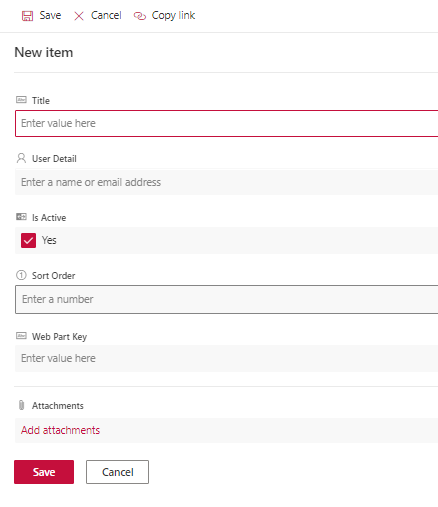 Save Cancel Copy link
New item
Title
Enter value here
User Detail
Enter a name or email address
Is Active
Yes
Sort Order
Enter a number
Web Part Key
Enter value here
Attachments
Add attachments
Save Cancel